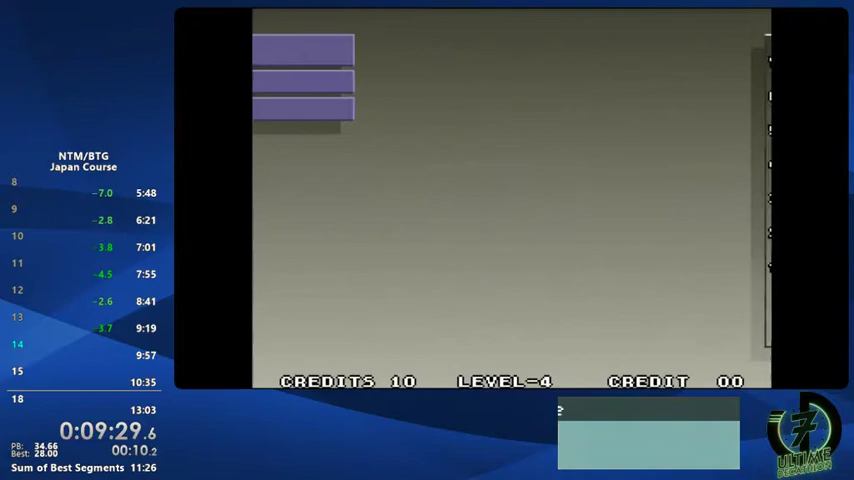 NTM/BTG
Japan Course
8 -7.0 5:48
9 -2.8 6:21
10 -3.8 7:01
11 -4.5 7:55
12 -2.6 8:41
13 -3.7 9:19
14 9:57
15 10:35
18 13:03
0:09:29.6
PB: 34.66 00:10.2
Best: 28.00
Sum of Best Segments 11:26
CREDITS 10 LEVEL-4 CREDIT 00
7
ULTIME
DECATHLON